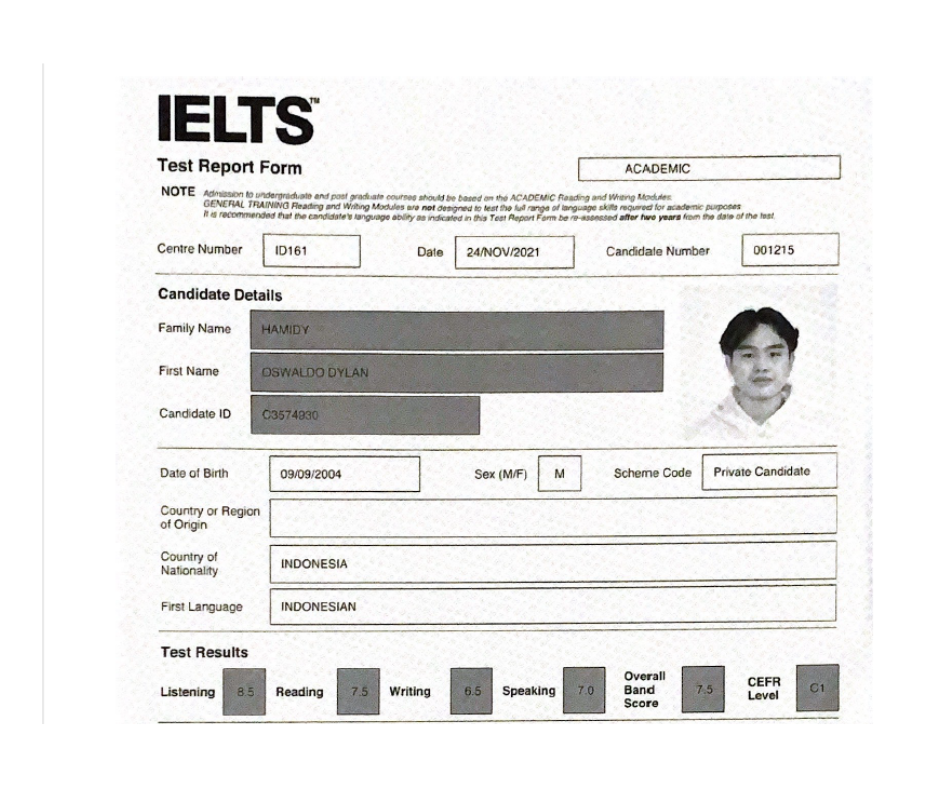 IELTS™
Test Report Form
ACADEMIC
NOTE Admission to undergraduate and post graduate courses should be based on the ACADEMIC Reading and Writing Modules.
GENERAL TRAINING Reading and Writing Modules are not designed to test the full range of language skills required for academic purposes
It is recommended that the candidate's language ability as indicated in this Test Report Form be re-assessed after two years from the date of the test.
Centre Number ID161 Date 24/NOV/2021 Candidate Number 001215
Candidate Details
Family Name HAMIDY
First Name OSWALDO DYLAN
Candidate ID C3574930
Date of Birth 09/09/2004 Sex (M/F) M Scheme Code Private Candidate
Country or Region
of Origin
Country of
Nationality INDONESIA
First Language INDONESIAN
Test Results
Listening 8.5 Reading 7.5 Writing 6.5 Speaking 7.0 Overall Band Score 7.5 CEFR Level C1